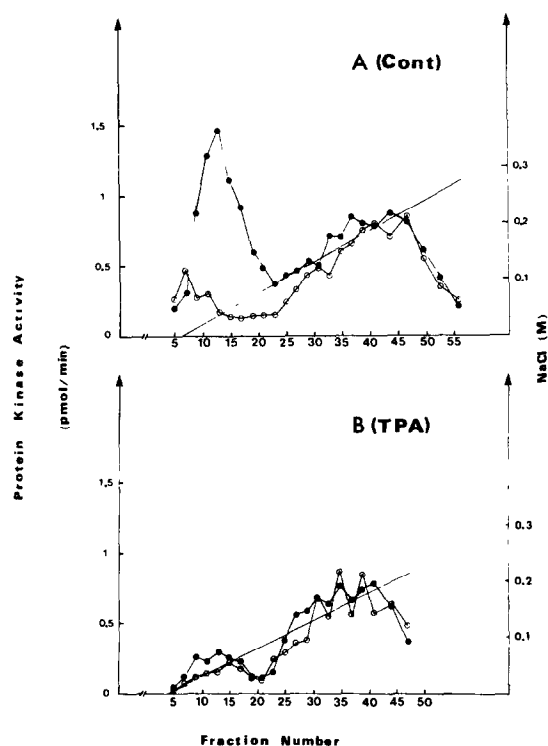 A (Cont)
1,5
1
0,5
0
0,3
0,2
0,1
5 10 15 20 25 30 35 40 45 50 55
Protein Kinase Activity
(pmol/min)
NaCl (M)
B (TPA)
1,5
1
0,5
0
0,3
0,2
0,1
5 10 15 20 25 30 35 40 45 50
Fraction Number